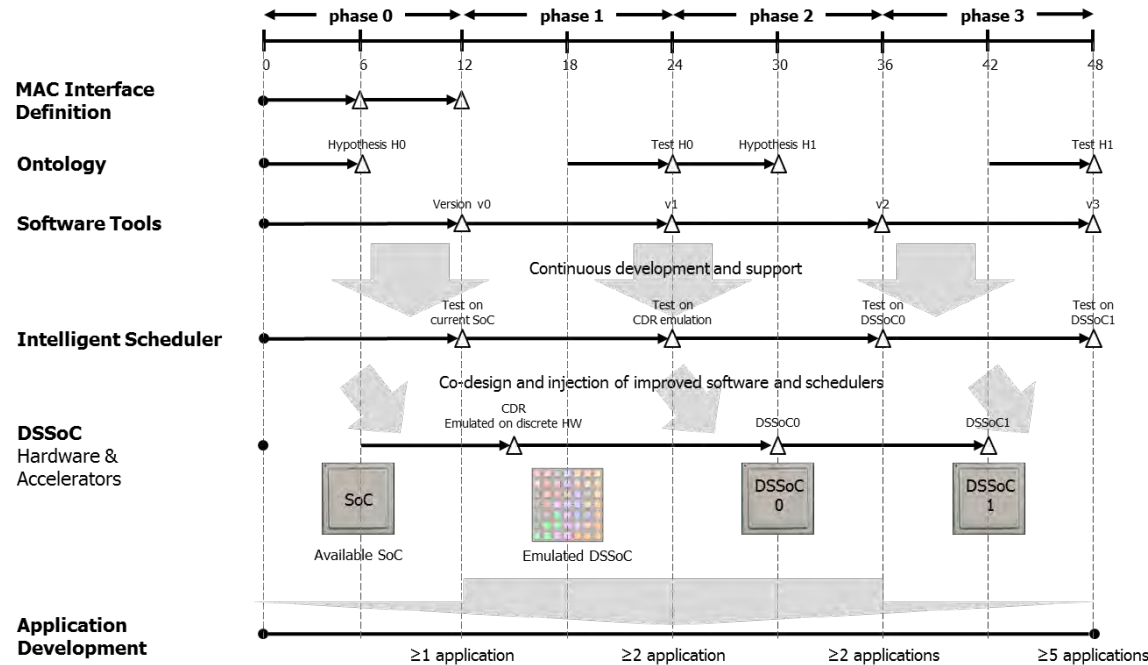 phase 0 phase 1 phase 2 phase 3
0 6 12 18 24 30 36 42 48
MAC Interface
Definition
Hypothesis H0 Test H0 Hypothesis H1 Test H1
Ontology
Version v0 v1 v2 v3
Software Tools
Continuous development and support
Test on Test on Test on Test on
current SoC CDR emulation DSSoC0 DSSoC1
Intelligent Scheduler
Co-design and injection of improved software and schedulers
CDR
Emulated on discrete HW DSSoC0 DSSoC1
DSSoC
Hardware &
Accelerators
SoC
DSSoC
0
DSSoC
1
Available SoC Emulated DSSoC
Application
Development
≥1 application ≥2 application ≥2 applications ≥5 applications